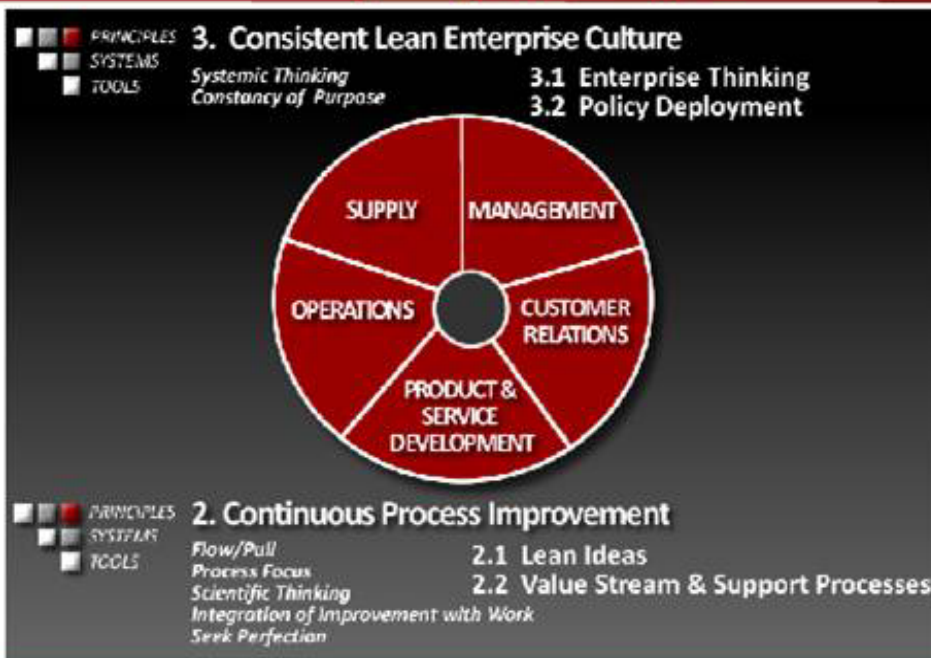 PRINCIPLES
SYSTEMS
TOOLS
3. Consistent Lean Enterprise Culture
Systemic Thinking
Constancy of Purpose
3.1 Enterprise Thinking
3.2 Policy Deployment
SUPPLY
MANAGEMENT
OPERATIONS
CUSTOMER
RELATIONS
PRODUCT &
SERVICE
DEVELOPMENT
PRINCIPLES
SYSTEMS
TOOLS
2. Continuous Process Improvement
Flow/Pull
Process Focus
Scientific Thinking
Integration of Improvement with Work
Seek Perfection
2.1 Lean Ideas
2.2 Value Stream & Support Processes